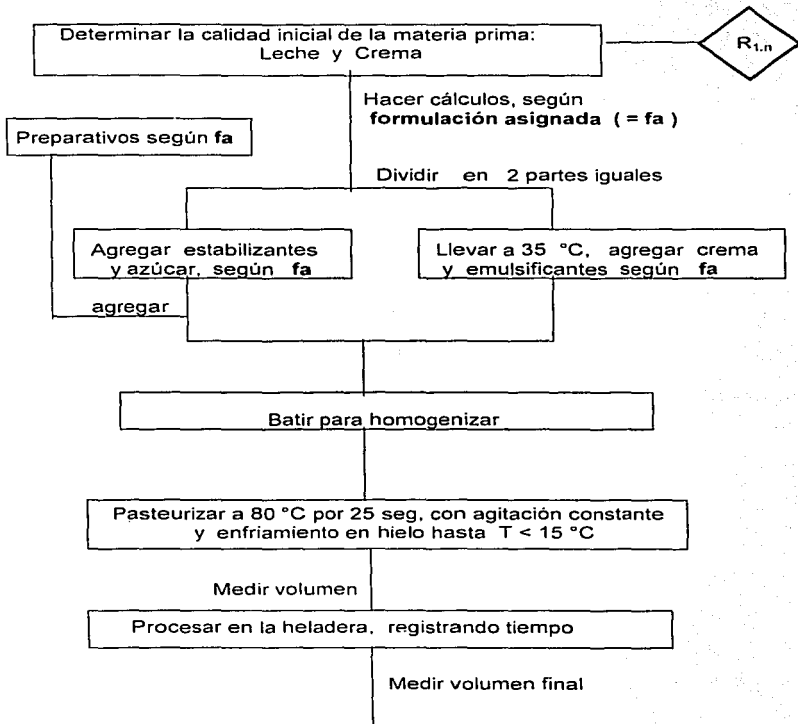 Determinar la calidad inicial de la materia prima:
Leche y Crema
R1.n
Hacer cálculos, según
formulación asignada ( = fa )
Preparativos según fa
Dividir en 2 partes iguales
Agregar estabilizantes
y azúcar, según fa
Llevar a 35 °C, agregar crema
y emulsificantes según fa
agregar
Batir para homogenizar
Pasteurizar a 80 °C por 25 seg, con agitación constante
y enfriamiento en hielo hasta T < 15 °C
Medir volumen
Procesar en la heladera, registrando tiempo
Medir volumen final